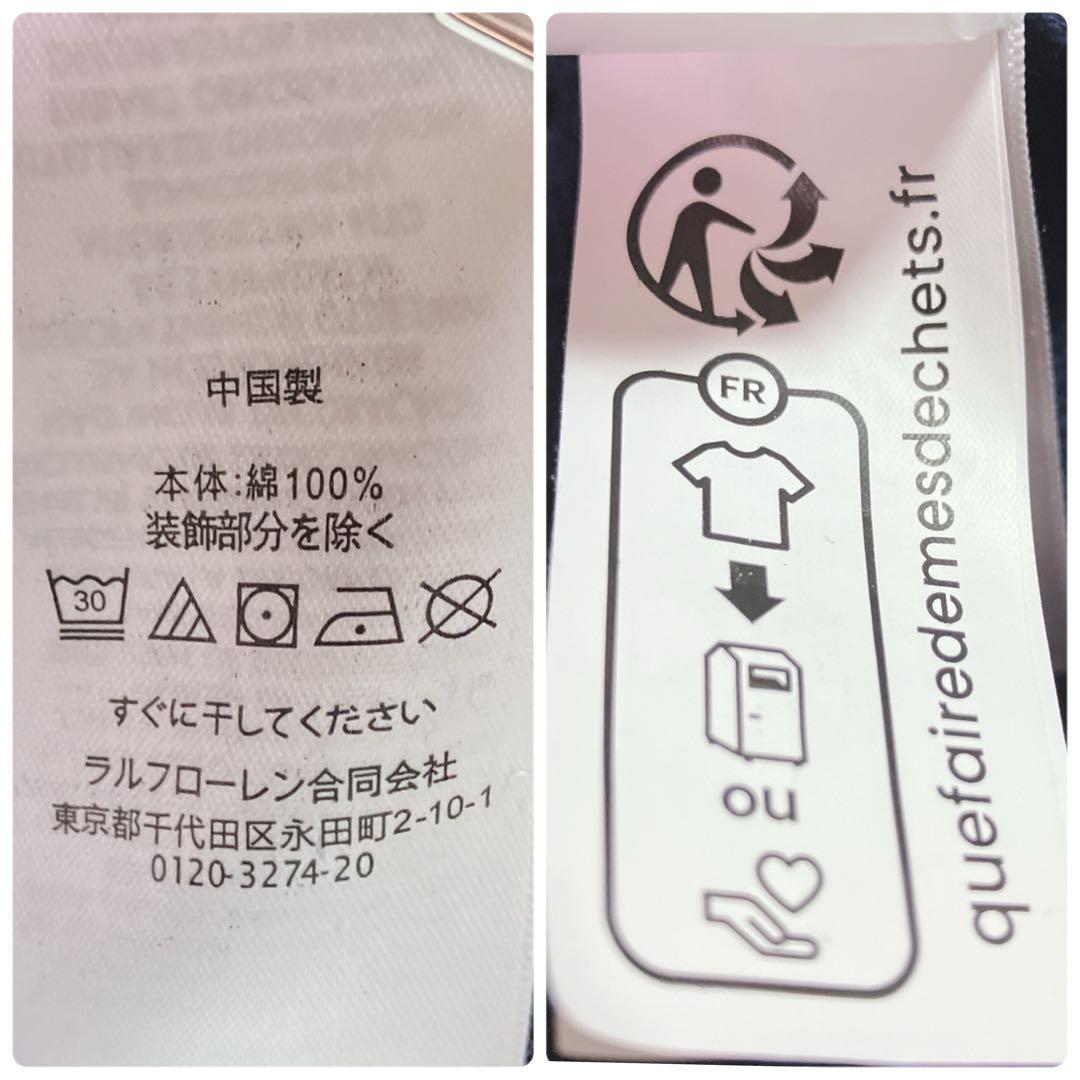 中国製
本体:綿100%
装飾部分を除く
30
すぐに干してください
ラルフローレン合同会社
東京都千代田区永田町2-10-1
0120-3274-20
FR
ou
quefairedemesdechets.fr